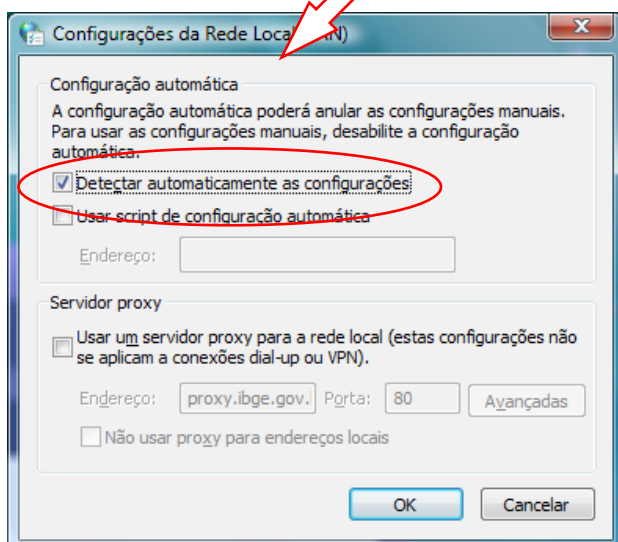 Configurações da Rede Local (LAN)
Configuração automática
A configuração automática poderá anular as configurações manuais.
Para usar as configurações manuais, desabilite a configuração
automática.
Detectar automaticamente as configurações
Usar script de configuração automática
Endereço:
Servidor proxy
Usar um servidor proxy para a rede local (estas configurações não
se aplicam a conexões dial-up ou VPN).
Endereço: proxy.ibge.gov. Porta: 80 Avançadas
Não usar proxy para endereços locais
OK Cancelar